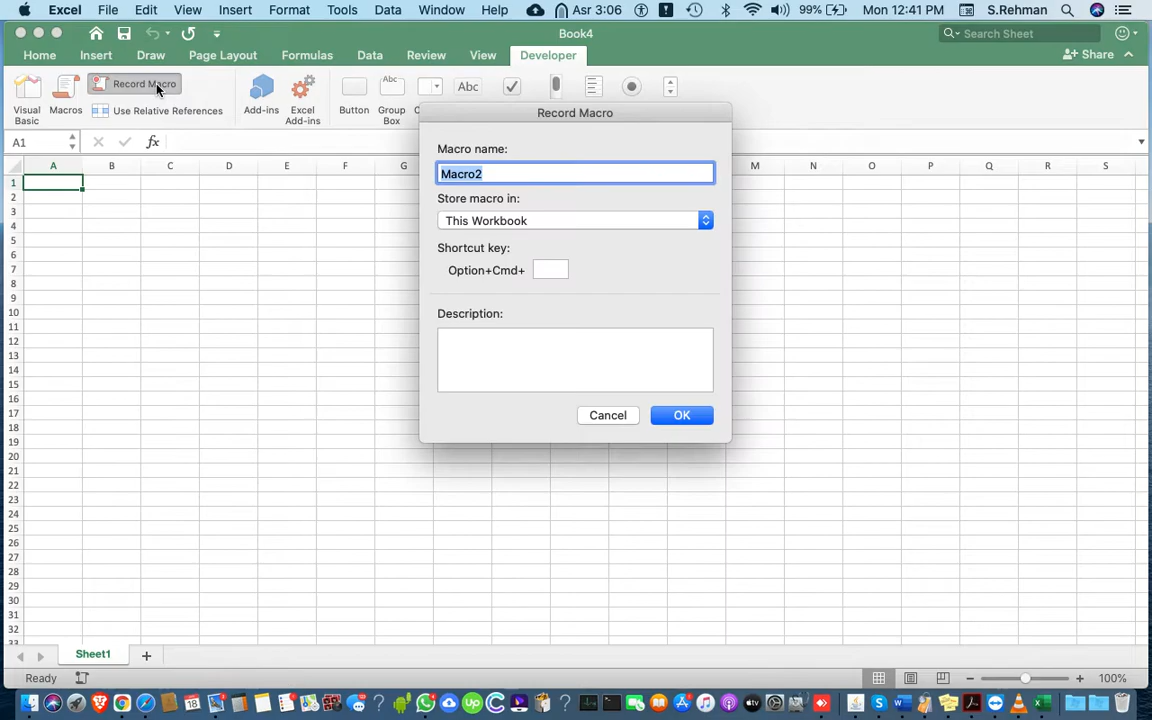 Excel File Edit View Insert Format Tools Data Window Help Asr 3:06 99% Mon 12:41 PM S.Rehman
Book4
Search Sheet
Home Insert Draw Page Layout Formulas Data Review View Developer
Share
Visual Basic
Macros
Record Macro
Use Relative References
Add-ins
Excel Add-ins
Button
Abc
Group Box
Abc
A1
fx
A B C D E F G M N O P Q R S
1
2
3
4
5
6
7
8
9
10
11
12
13
14
15
16
17
18
19
20
21
22
23
24
25
26
27
28
29
30
31
32
33
Record Macro
Macro name:
Macro2
Store macro in:
This Workbook
Shortcut key:
Option+Cmd+
Description:
Cancel OK
Sheet1
Ready
100%